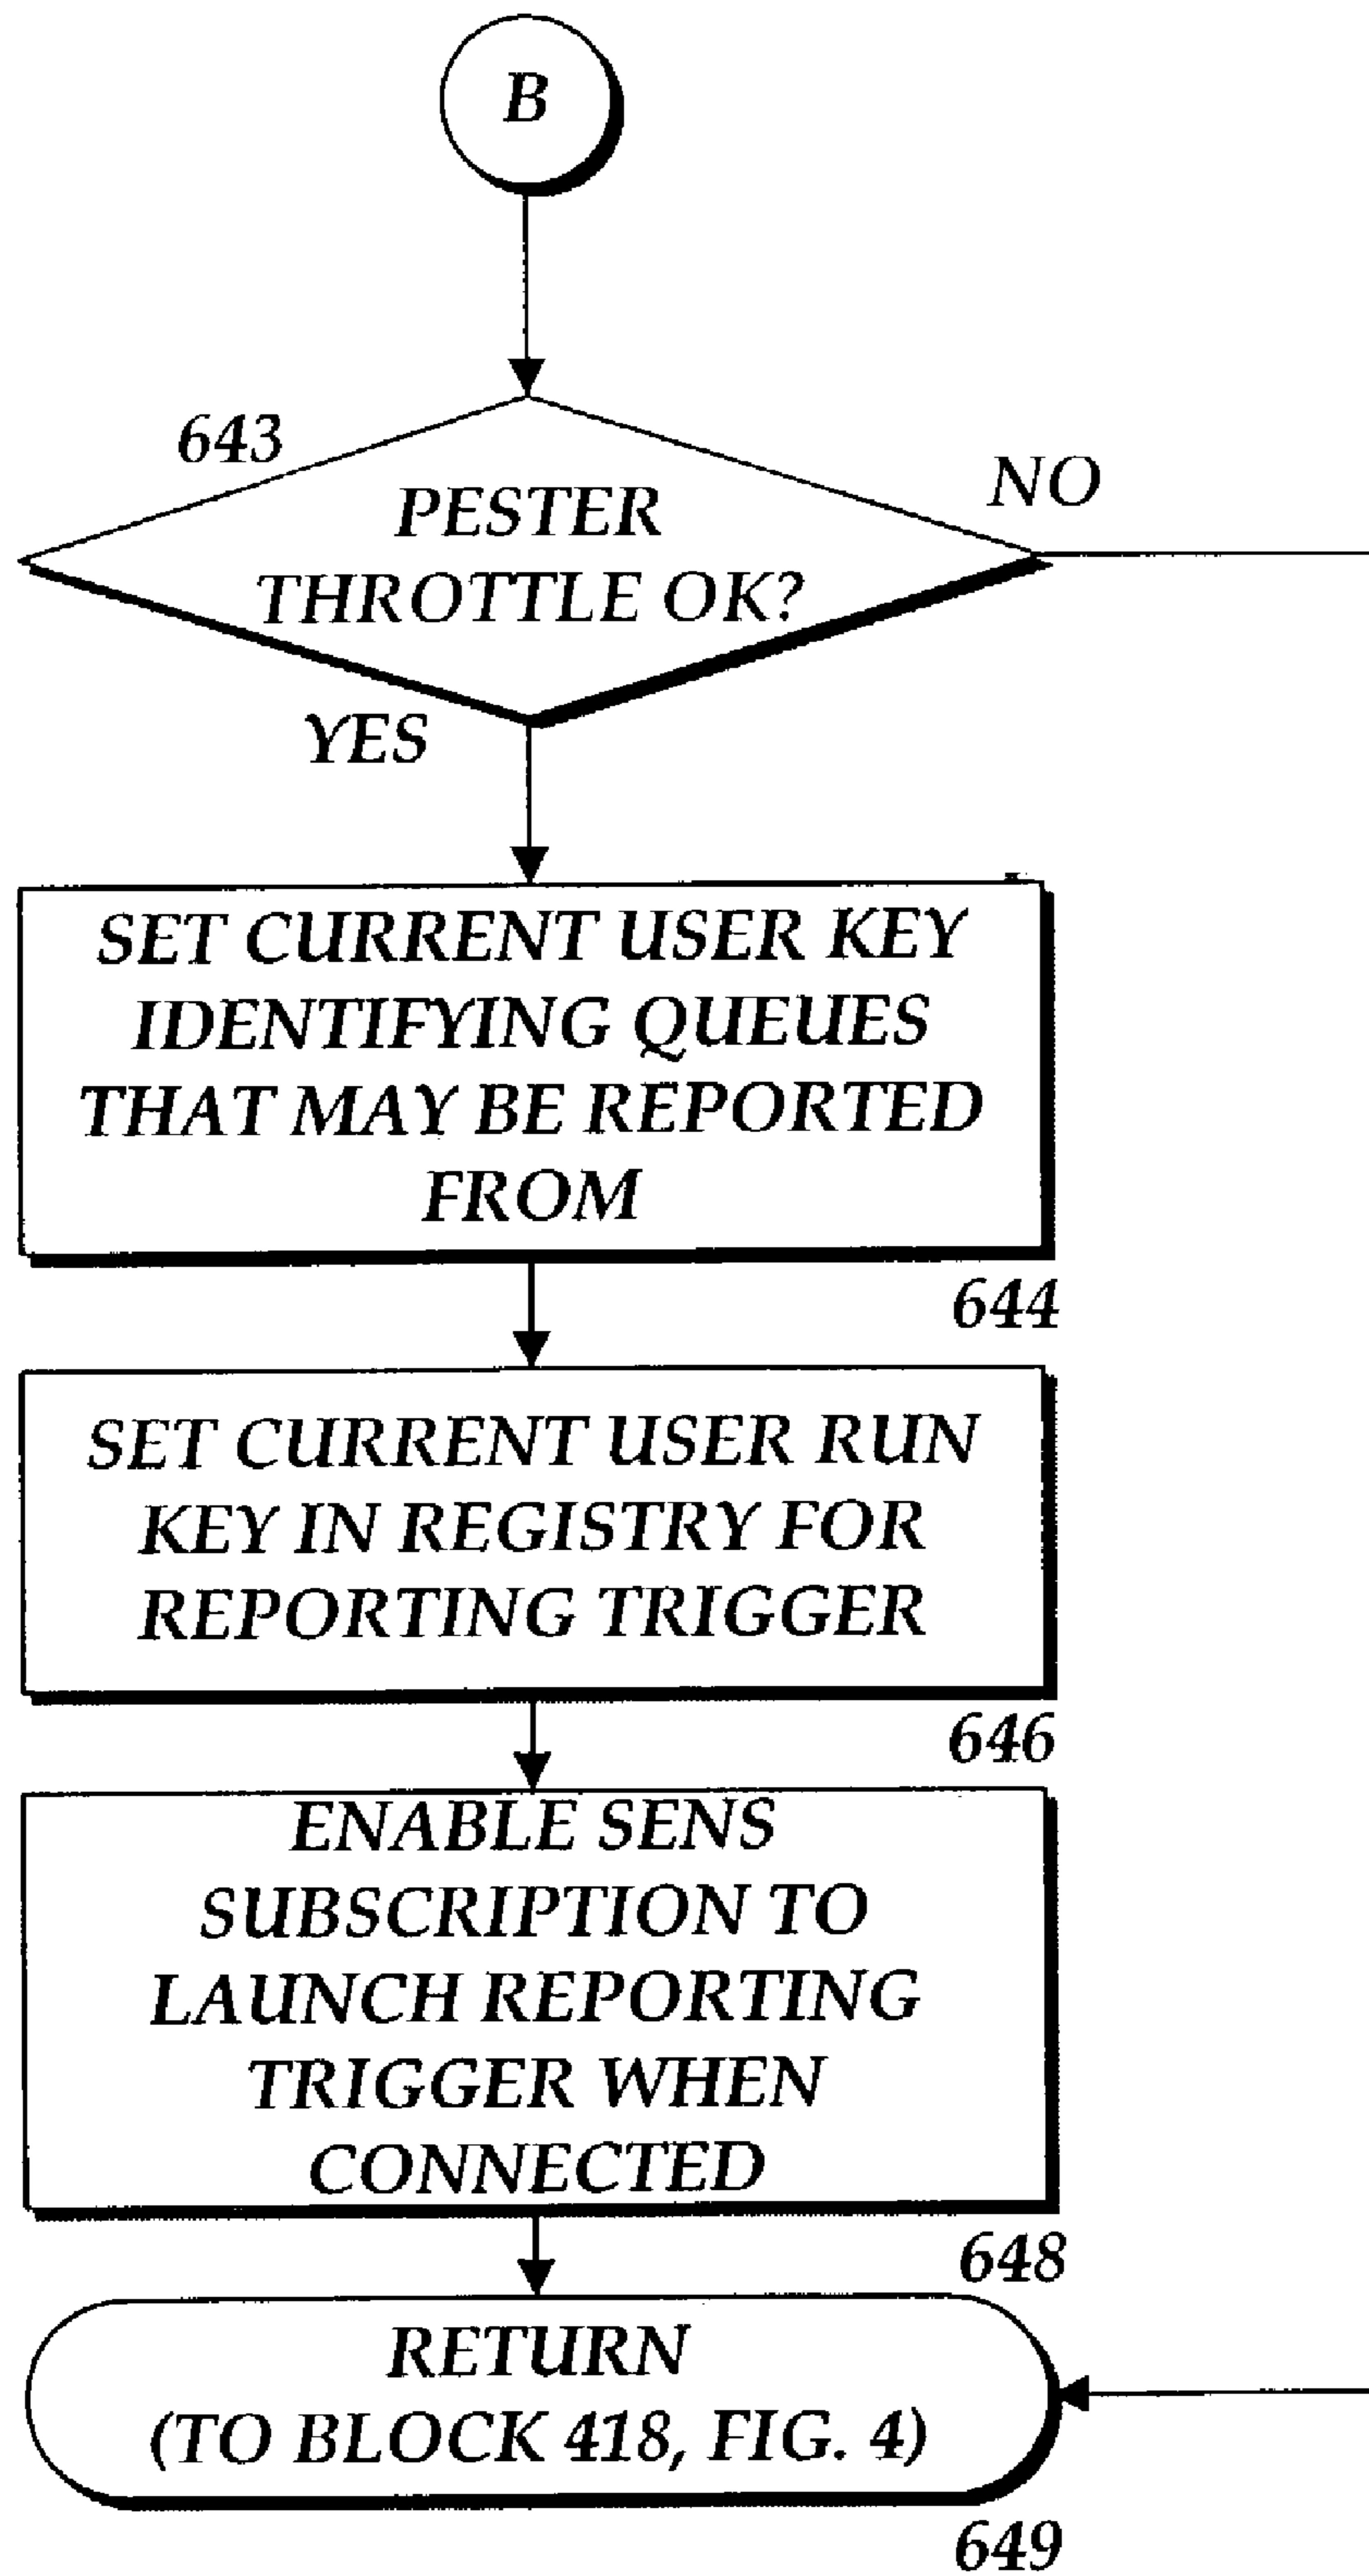 B
643
PESTER
THROTTLE OK?
NO
YES
SET CURRENT USER KEY
IDENTIFYING QUEUES
THAT MAY BE REPORTED
FROM
644
SET CURRENT USER RUN
KEY IN REGISTRY FOR
REPORTING TRIGGER
646
ENABLE SENS
SUBSCRIPTION TO
LAUNCH REPORTING
TRIGGER WHEN
CONNECTED
648
RETURN
(TO BLOCK 418, FIG. 4)
649